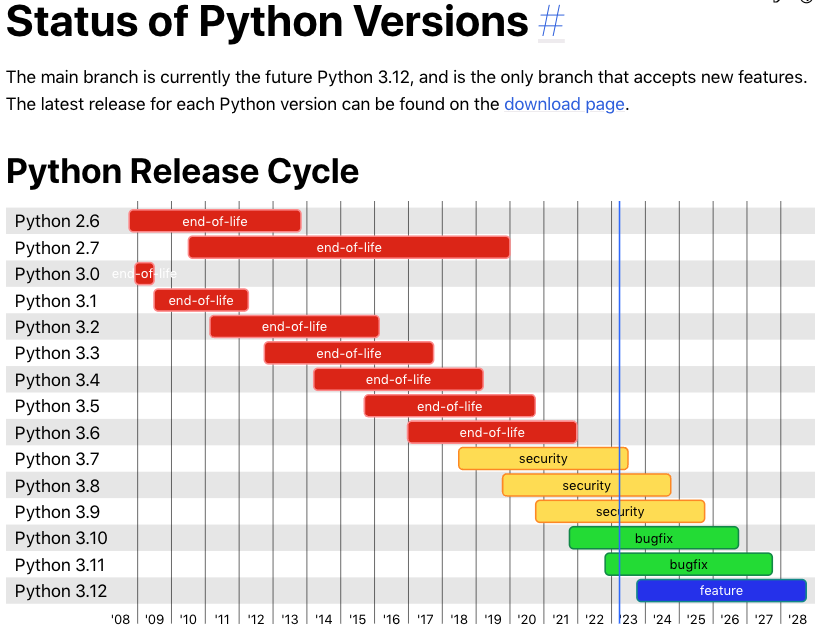 Status of Python Versions #
The main branch is currently the future Python 3.12, and is the only branch that accepts new features.
The latest release for each Python version can be found on the download page.
Python Release Cycle
Python 2.6 end-of-life
Python 2.7 end-of-life
Python 3.0 end-of-life
Python 3.1 end-of-life
Python 3.2 end-of-life
Python 3.3 end-of-life
Python 3.4 end-of-life
Python 3.5 end-of-life
Python 3.6 end-of-life
Python 3.7 security
Python 3.8 security
Python 3.9 security
Python 3.10 bugfix
Python 3.11 bugfix
Python 3.12 feature
'08 '09 '10 '11 '12 '13 '14 '15 '16 '17 '18 '19 '20 '21 '22 '23 '24 '25 '26 '27 '28